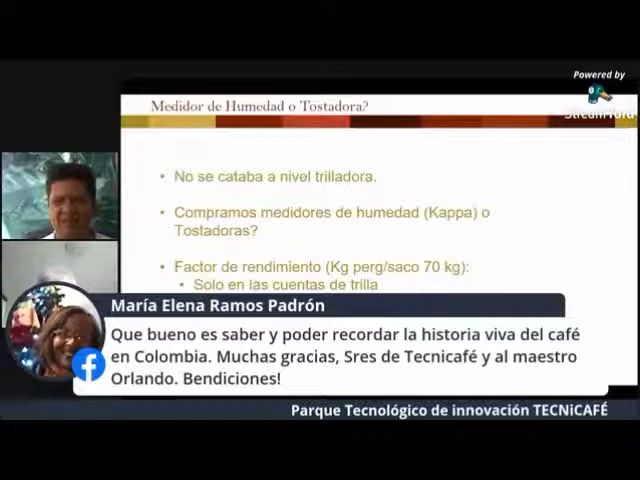 Powered by
StreamYard
Medidor de Humedad o Tostadora?
• No se cataba a nivel trilladora.
• Compramos medidores de humedad (Kappa) o
Tostadoras?
• Factor de rendimiento (Kg perg/saco 70 kg):
• Solo en las cuentas de trilla
María Elena Ramos Padrón
Que bueno es saber y poder recordar la historia viva del café
en Colombia. Muchas gracias, Sres de Tecnicafé y al maestro
Orlando. Bendiciones!
Parque Tecnológico de innovación TECNiCAFÉ